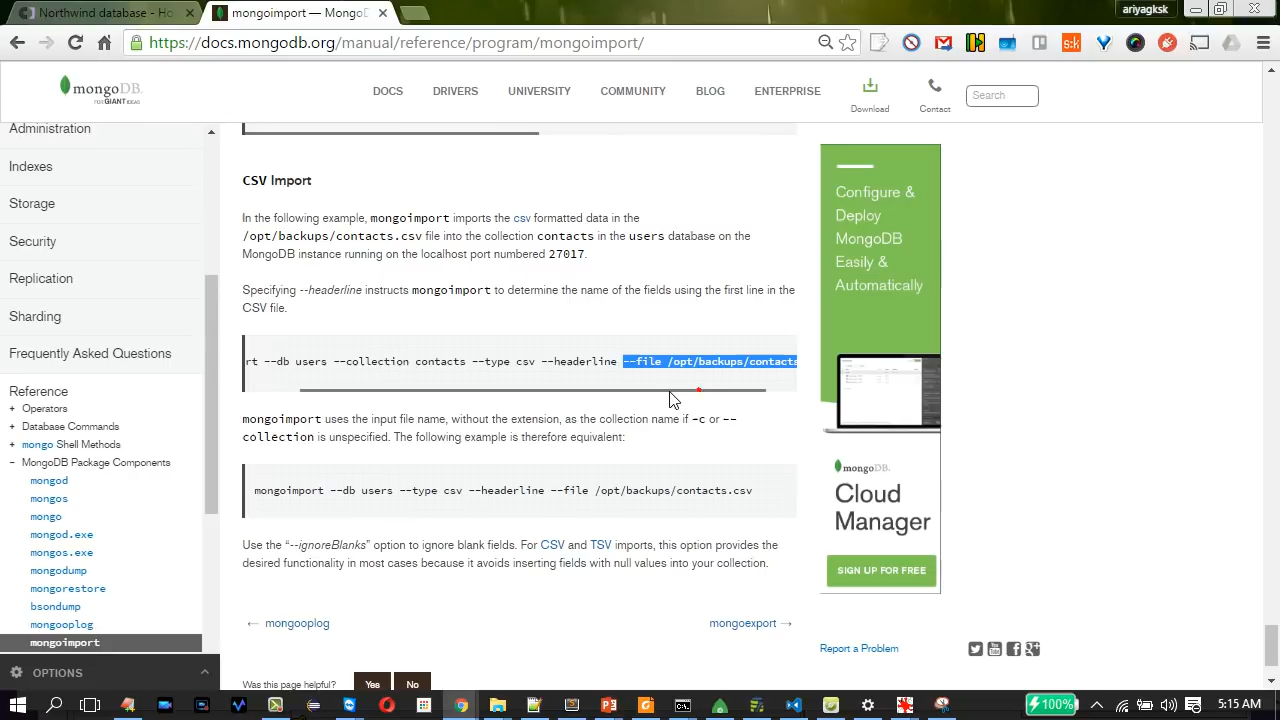 Northwind database - Ho
mongoimport — MongoD
ariyagksk
https://docs.mongodb.org/manual/reference/program/mongoimport/
mongoDB.
FOR GIANT IDEAS
DOCS
DRIVERS
UNIVERSITY
COMMUNITY
BLOG
ENTERPRISE
Download
Contact
Search
Administration
Indexes
Storage
Security
Replication
Sharding
Frequently Asked Questions
Reference
+ Operators
+ Database Commands
+ mongo Shell Methods
− MongoDB Package Components
mongod
mongos
mongo
mongod.exe
mongos.exe
mongodump
mongorestore
bsondump
mongooplog
mongoimport
OPTIONS
CSV Import
In the following example, mongoimport imports the csv formatted data in the
/opt/backups/contacts.csv file into the collection contacts in the users database on the
MongoDB instance running on the localhost port numbered 27017.
Specifying --headerline instructs mongoimport to determine the name of the fields using the first line in the
CSV file.
rt --db users --collection contacts --type csv --headerline --file /opt/backups/contacts
mongoimport uses the input file name, without the extension, as the collection name if -c or --
collection is unspecified. The following example is therefore equivalent:
mongoimport --db users --type csv --headerline --file /opt/backups/contacts.csv
Use the “--ignoreBlanks” option to ignore blank fields. For CSV and TSV imports, this option provides the
desired functionality in most cases because it avoids inserting fields with null values into your collection.
← mongooplog
mongoexport →
Was this page helpful?
Yes
No
Configure &
Deploy
MongoDB
Easily &
Automatically
mongoDB.
Cloud
Manager
SIGN UP FOR FREE
Report a Problem
100%
5:15 AM